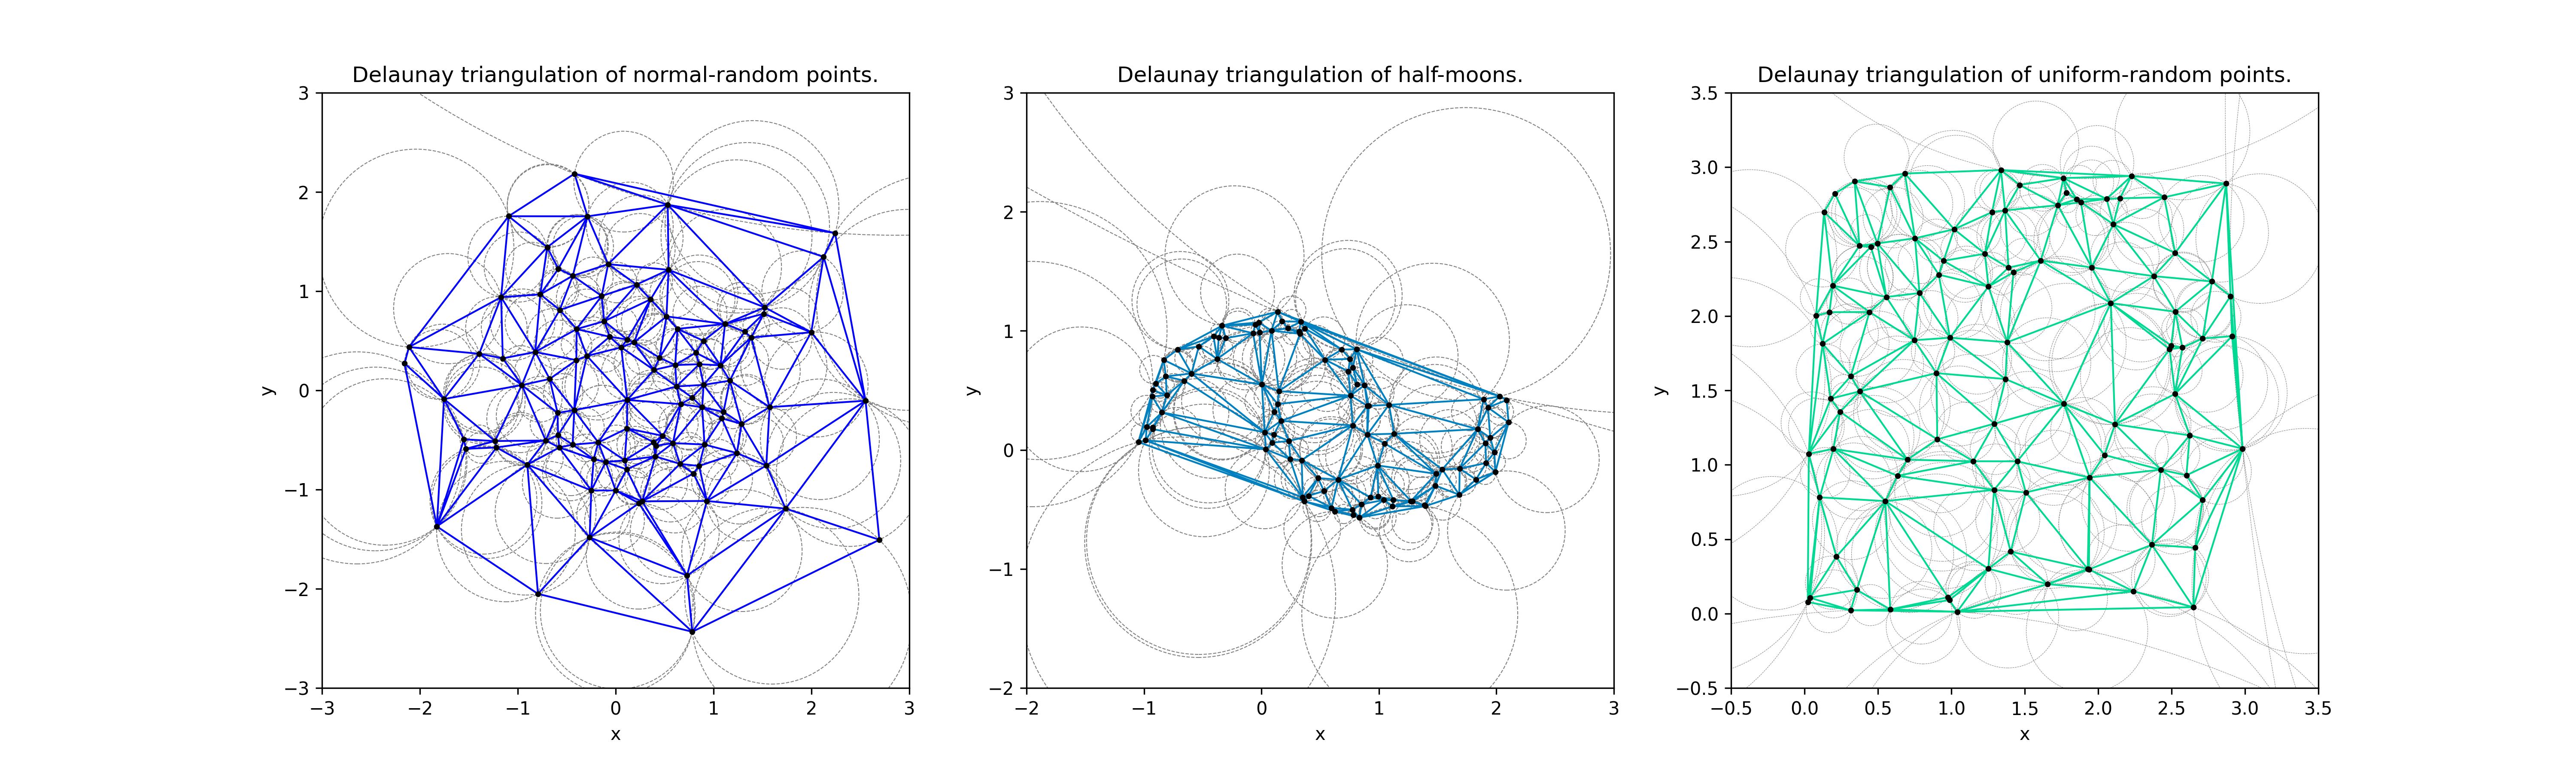 Delaunay triangulation of normal-random points.
3
2
1
0
−1
−2
−3
y
−3 −2 −1 0 1 2 3
x
Delaunay triangulation of half-moons.
3
2
1
0
−1
−2
y
−2 −1 0 1 2 3
x
Delaunay triangulation of uniform-random points.
3.5
3.0
2.5
2.0
1.5
1.0
0.5
0.0
−0.5
y
−0.5 0.0 0.5 1.0 1.5 2.0 2.5 3.0 3.5
x